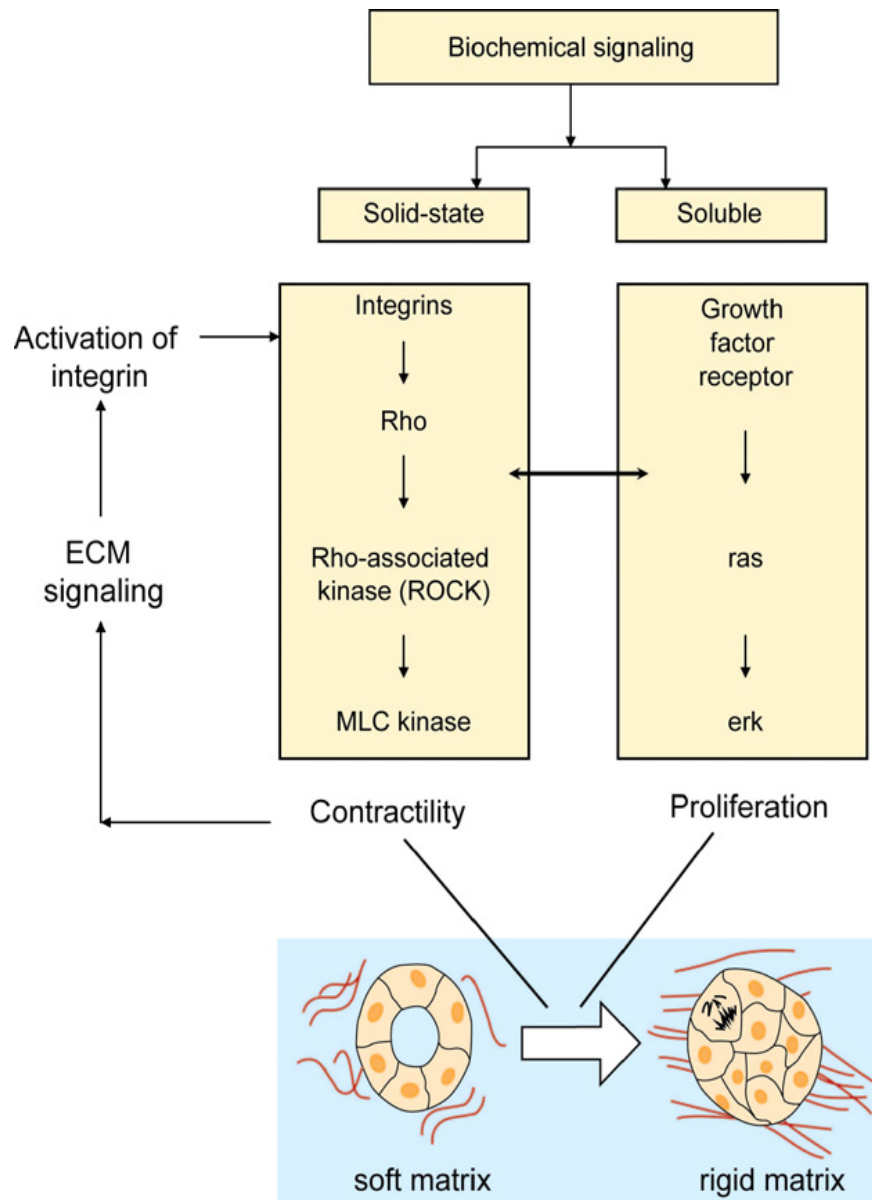 Biochemical signaling
Solid-state
Soluble
Activation of
integrin
ECM
signaling
Integrins
Rho
Rho-associated
kinase (ROCK)
MLC kinase
Growth
factor
receptor
ras
erk
Contractility
Proliferation
soft matrix
rigid matrix